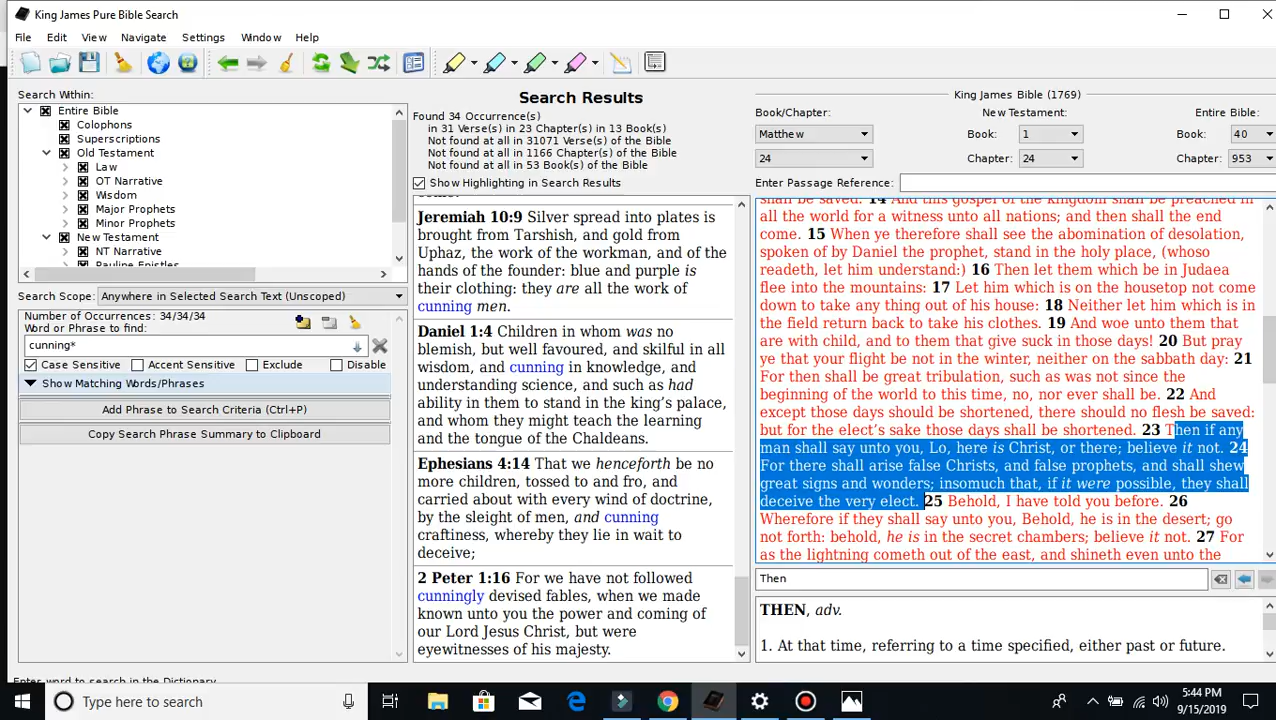 King James Pure Bible Search
File Edit View Navigate Settings Window Help
Search Within:
Entire Bible
Colophons
Superscriptions
Old Testament
Law
OT Narrative
Wisdom
Major Prophets
Minor Prophets
New Testament
NT Narrative
Pauline Epistles
Search Scope: Anywhere in Selected Search Text (Unscoped)
Number of Occurrences: 34/34/34
Word or Phrase to find:
cunning*
Case Sensitive Accent Sensitive Exclude Disable
Show Matching Words/Phrases
Add Phrase to Search Criteria (Ctrl+P)
Copy Search Phrase Summary to Clipboard
Enter word to search in the Dictionary
Search Results
Found 34 Occurrence(s)
in 31 Verse(s) in 23 Chapter(s) in 13 Book(s)
Not found at all in 31071 Verse(s) of the Bible
Not found at all in 1166 Chapter(s) of the Bible
Not found at all in 53 Book(s) of the Bible
Show Highlighting in Search Results
Jeremiah 10:9 Silver spread into plates is
brought from Tarshish, and gold from
Uphaz, the work of the workman, and of the
hands of the founder: blue and purple is
their clothing: they are all the work of
cunning men.
Daniel 1:4 Children in whom was no
blemish, but well favoured, and skilful in all
wisdom, and cunning in knowledge, and
understanding science, and such as had
ability in them to stand in the king's palace,
and whom they might teach the learning
and the tongue of the Chaldeans.
Ephesians 4:14 That we henceforth be no
more children, tossed to and fro, and
carried about with every wind of doctrine,
by the sleight of men, and cunning
craftiness, whereby they lie in wait to
deceive;
2 Peter 1:16 For we have not followed
cunningly devised fables, when we made
known unto you the power and coming of
our Lord Jesus Christ, but were
eyewitnesses of his majesty.
King James Bible (1769)
Book/Chapter: New Testament: Entire Bible:
Matthew Book: 1 Book: 40
24 Chapter: 24 Chapter: 953
Enter Passage Reference:
shall be saved. 14 And this gospel of the kingdom shall be preached in
all the world for a witness unto all nations; and then shall the end
come. 15 When ye therefore shall see the abomination of desolation,
spoken of by Daniel the prophet, stand in the holy place, (whoso
readeth, let him understand:) 16 Then let them which be in Judaea
flee into the mountains: 17 Let him which is on the housetop not come
down to take any thing out of his house: 18 Neither let him which is in
the field return back to take his clothes. 19 And woe unto them that
are with child, and to them that give suck in those days! 20 But pray
ye that your flight be not in the winter, neither on the sabbath day: 21
For then shall be great tribulation, such as was not since the
beginning of the world to this time, no, nor ever shall be. 22 And
except those days should be shortened, there should no flesh be saved:
but for the elect's sake those days shall be shortened. 23 Then if any
man shall say unto you, Lo, here is Christ, or there; believe it not. 24
For there shall arise false Christs, and false prophets, and shall shew
great signs and wonders; insomuch that, if it were possible, they shall
deceive the very elect. 25 Behold, I have told you before. 26
Wherefore if they shall say unto you, Behold, he is in the desert; go
not forth: behold, he is in the secret chambers; believe it not. 27 For
as the lightning cometh out of the east, and shineth even unto the
Then
THEN, adv.
1. At that time, referring to a time specified, either past or future.
Type here to search
5:44 PM
9/15/2019